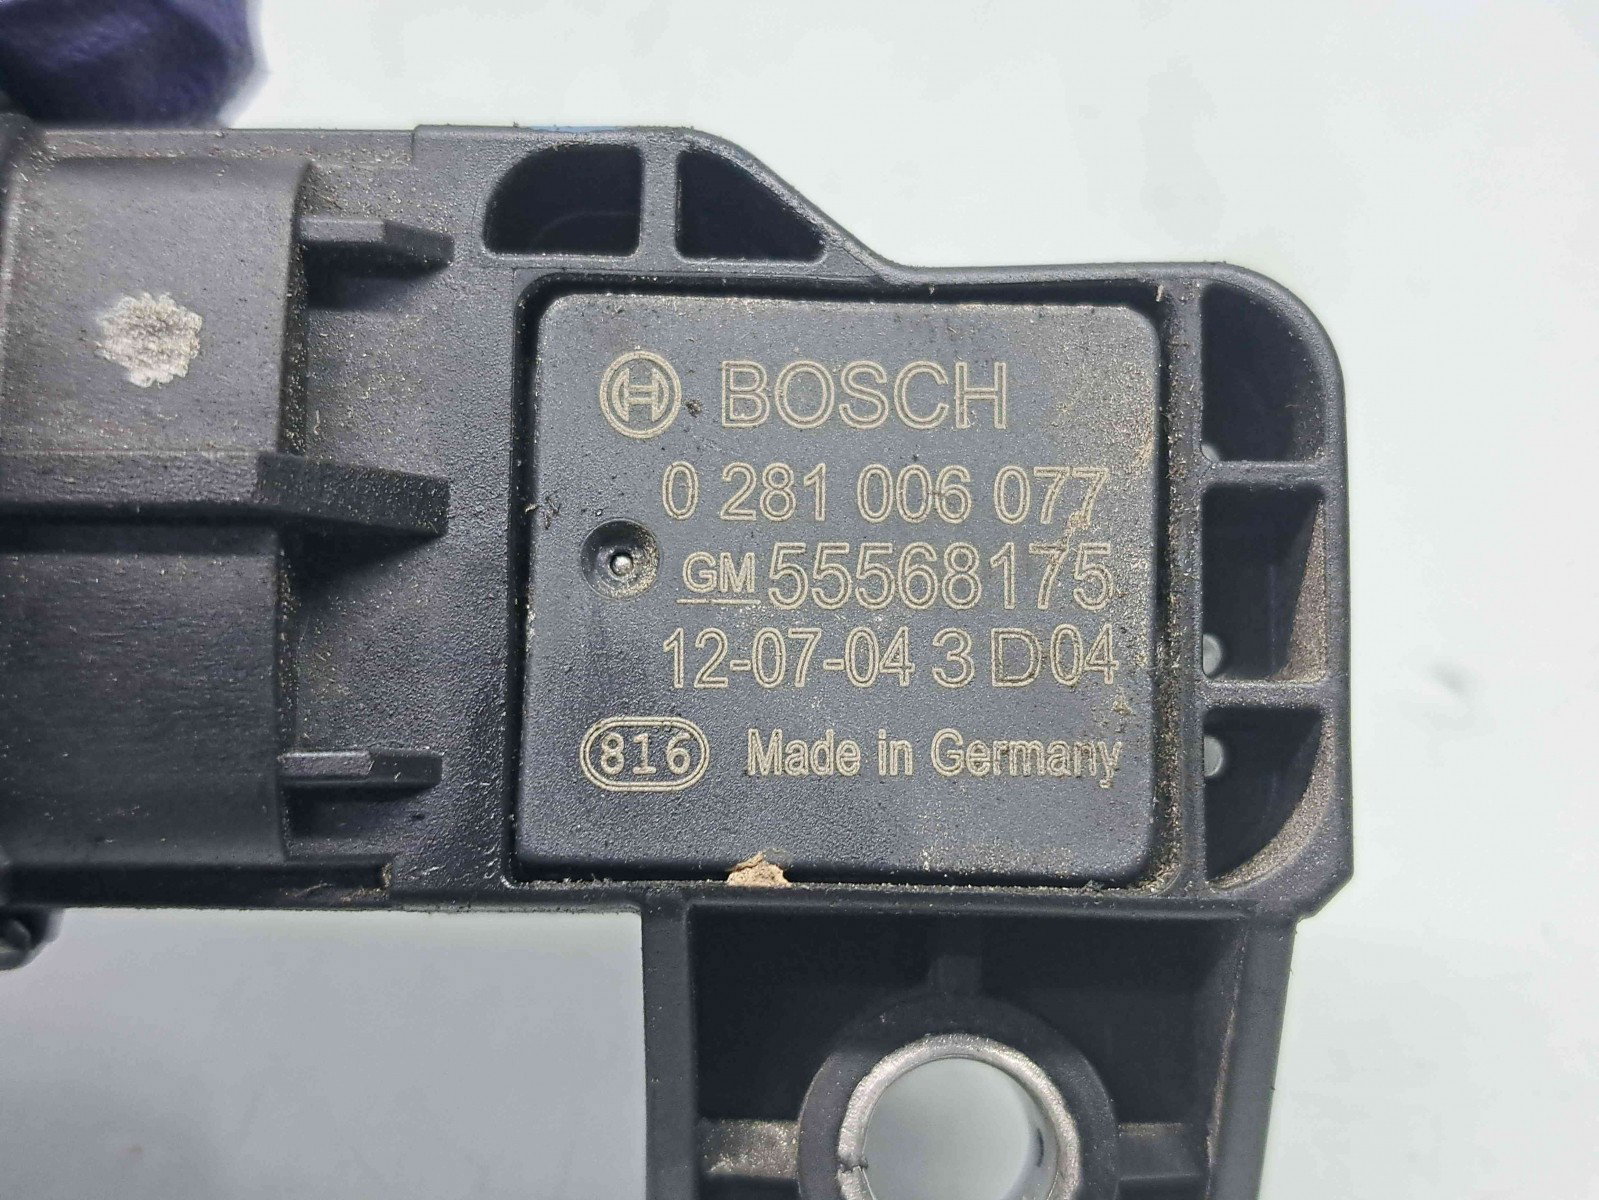 BOSCH
0 281 006 077
GM 55568175
12-07-04 3 D04
816 Made in Germany